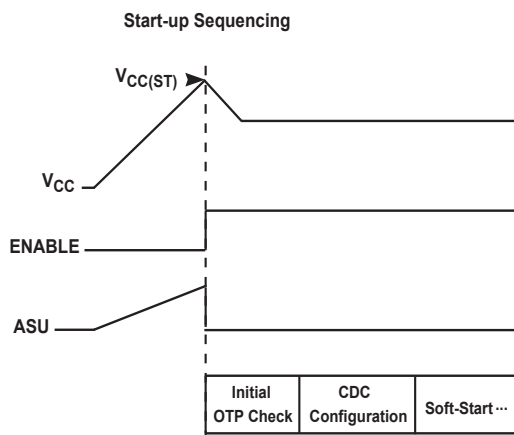 Start-up Sequencing
VCC(ST)
VCC
ENABLE
ASU
Initial
OTP Check
CDC
Configuration
Soft-Start ···